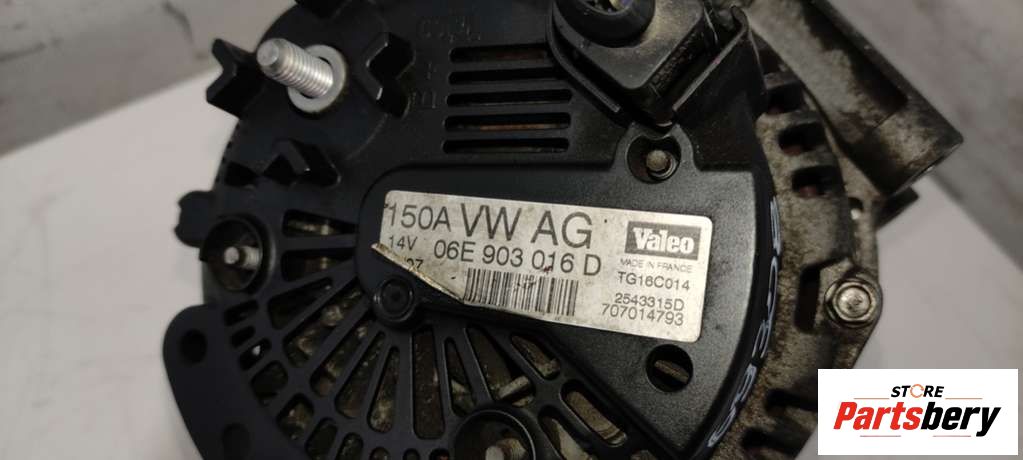 150A VW AG
14V 06E 903 016 D
Valeo
MADE IN FRANCE
TG16C014
2543315D
707014793
STORE
Partsbery